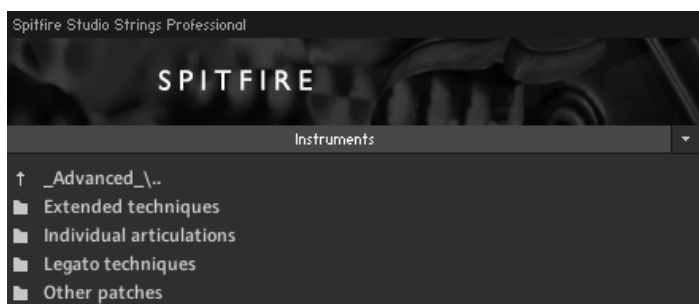 Spitfire Studio Strings Professional
SPITFIRE
Instruments
↑ _Advanced_\..
Extended techniques
Individual articulations
Legato techniques
Other patches